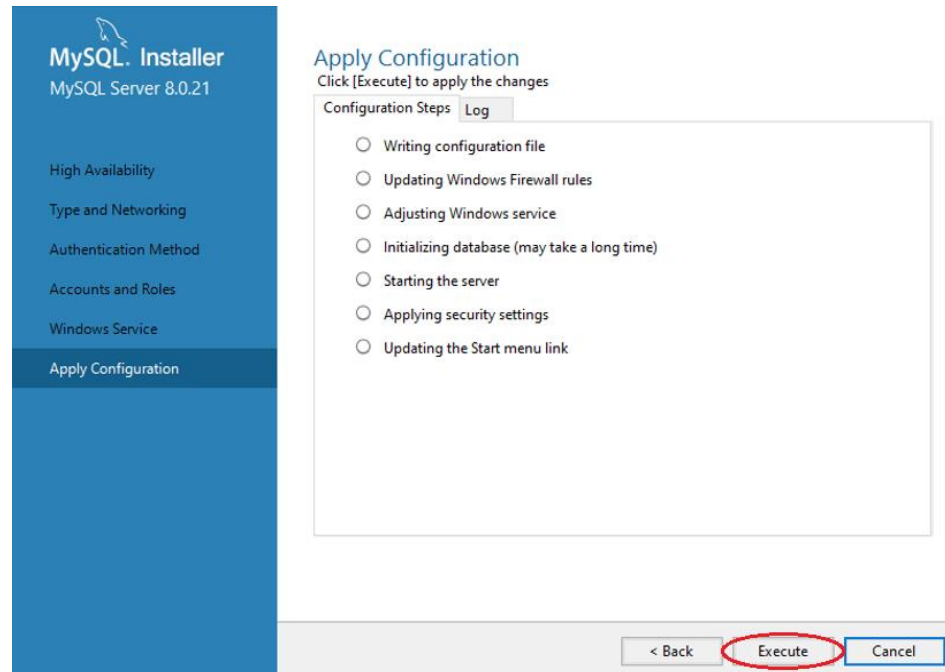 MySQL. Installer
MySQL Server 8.0.21
High Availability
Type and Networking
Authentication Method
Accounts and Roles
Windows Service
Apply Configuration
Apply Configuration
Click [Execute] to apply the changes
Configuration Steps Log
Writing configuration file
Updating Windows Firewall rules
Adjusting Windows service
Initializing database (may take a long time)
Starting the server
Applying security settings
Updating the Start menu link
< Back Execute Cancel